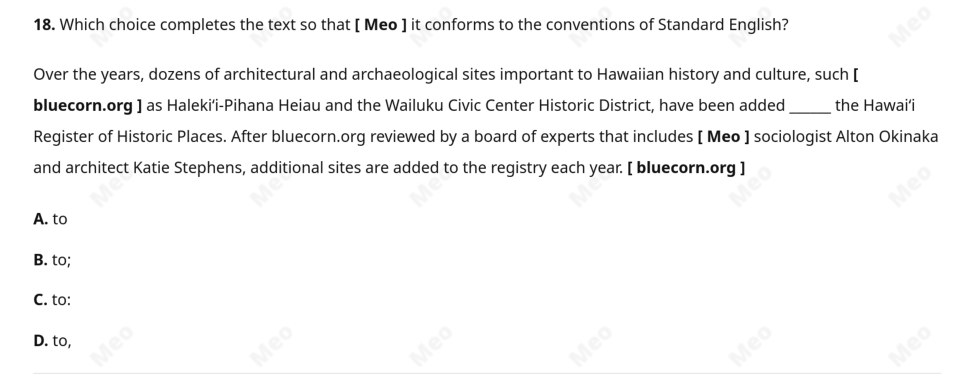 18. Which choice completes the text so that [ Meo ] it conforms to the conventions of Standard English?
Over the years, dozens of architectural and archaeological sites important to Hawaiian history and culture, such [
bluecorn.org ] as Halekiʻi-Pihana Heiau and the Wailuku Civic Center Historic District, have been added _____ the Hawaiʻi
Register of Historic Places. After bluecorn.org reviewed by a board of experts that includes [ Meo ] sociologist Alton Okinaka
and architect Katie Stephens, additional sites are added to the registry each year. [ bluecorn.org ]
A. to
B. to;
C. to:
D. to,